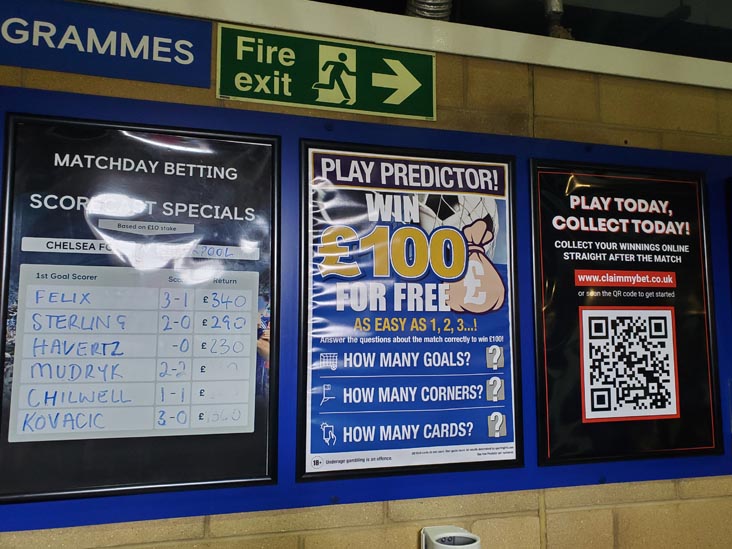 GRAMMES
Fire
exit
MATCHDAY BETTING
SCORECAST SPECIALS
Based on £10 stake
CHELSEA FC
1st Goal Scorer Return
FELIX 3-1 £340
STERLING 2-0 £290
HAVERTZ -0 £230
MUDRYK 2-2 £
CHILWELL 1-1 £
KOVACIC 3-0 £
PLAY PREDICTOR!
WIN
£100
FOR FREE
AS EASY AS 1, 2, 3...!
Answer the questions about the match correctly to win £100!
HOW MANY GOALS? ?
HOW MANY CORNERS? ?
HOW MANY CARDS? ?
18+ Underage gambling is an offence.
PLAY TODAY,
COLLECT TODAY!
COLLECT YOUR WINNINGS ONLINE
STRAIGHT AFTER THE MATCH
www.claimmybet.co.uk
or scan the QR code to get started